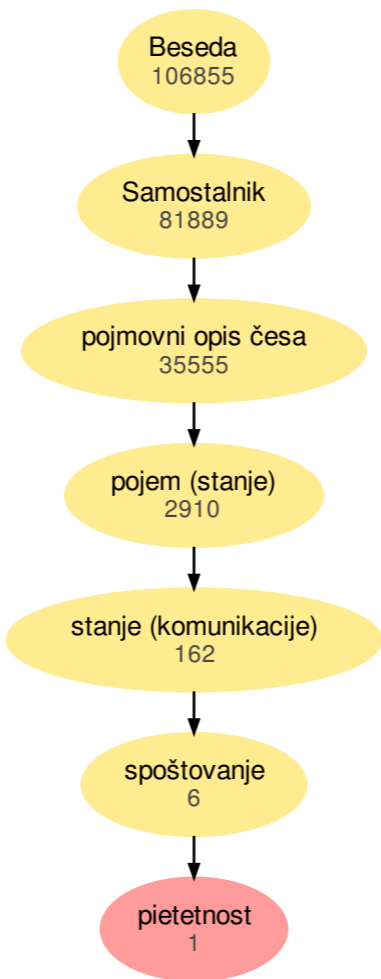 Beseda
106855
Samostalnik
81889
pojmovni opis česa
35555
pojem (stanje)
2910
stanje (komunikacije)
162
spoštovanje
6
pietetnost
1